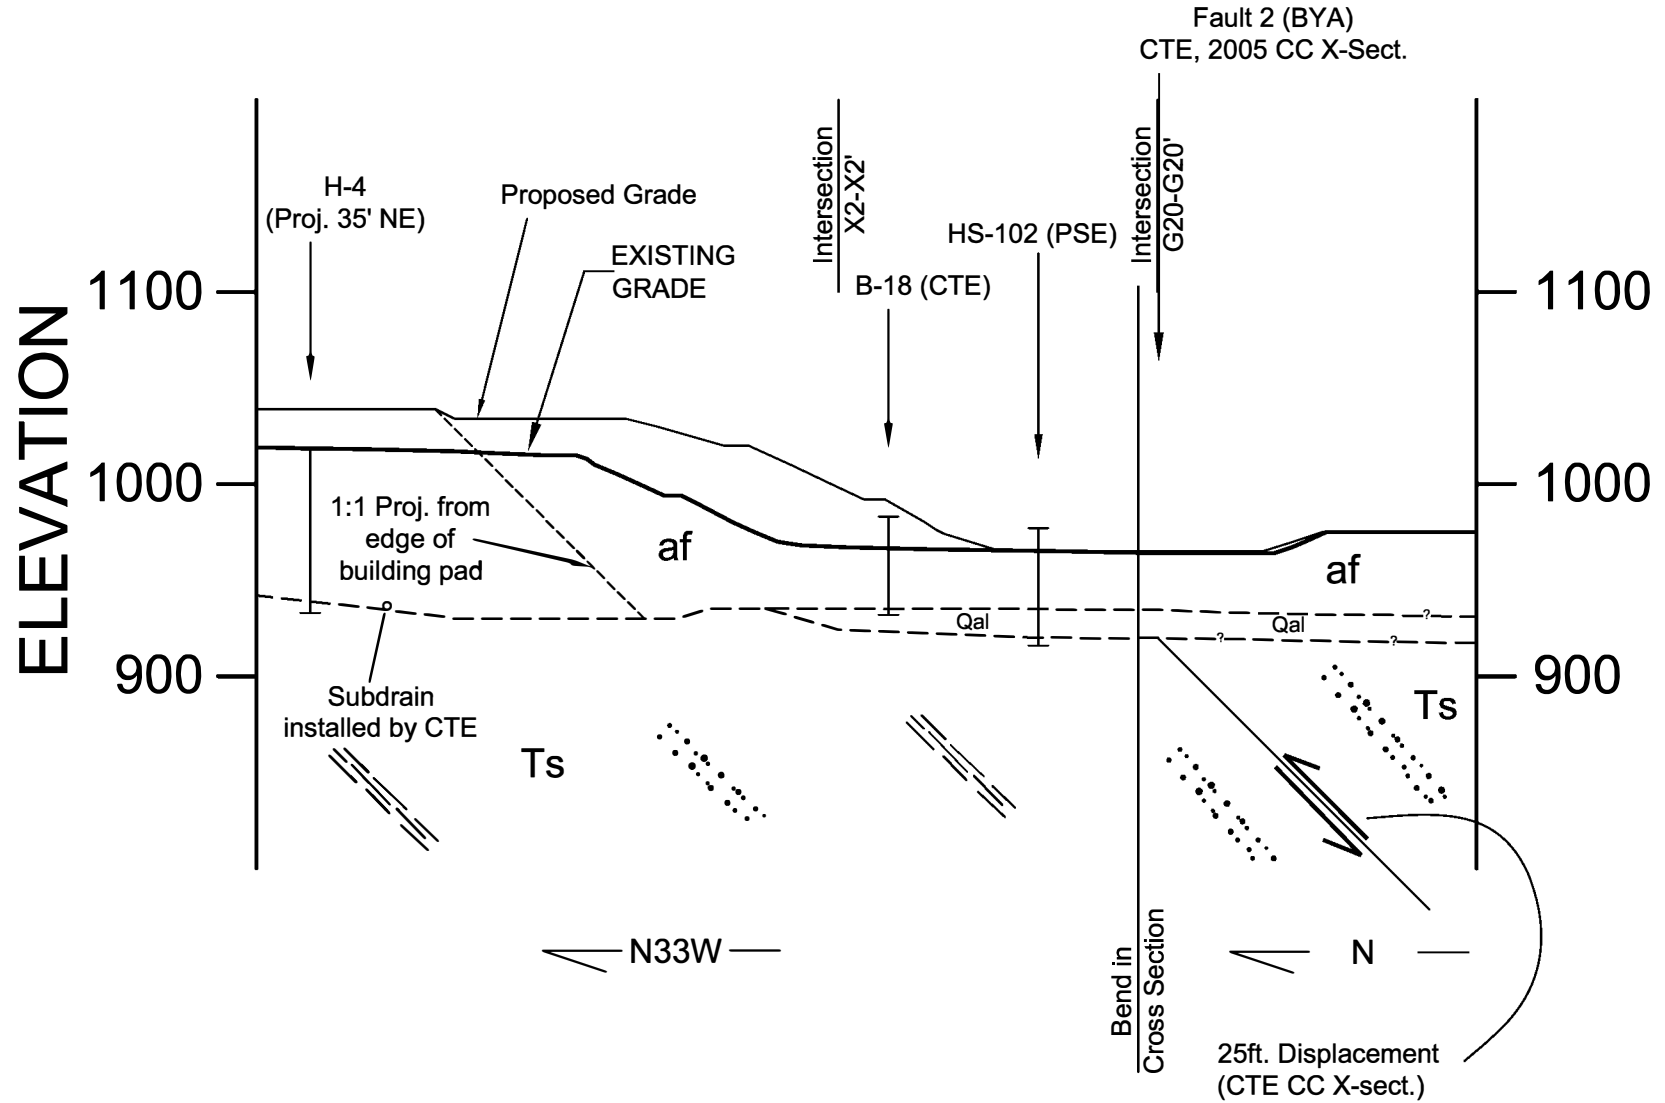 Fault 2 (BYA)
CTE, 2005 CC X-Sect.
H-4
(Proj. 35' NE)
Proposed Grade
EXISTING
GRADE
Intersection
X2-X2'
B-18 (CTE)
HS-102 (PSE)
Intersection
G20-G20'
ELEVATION
1100
1000
900
1100
1000
900
1:1 Proj. from
edge of
building pad
af
af
Qal
Qal
?
?
?
Subdrain
installed by CTE
Ts
Ts
N33W
N
Bend in
Cross Section
25ft. Displacement
(CTE CC X-sect.)